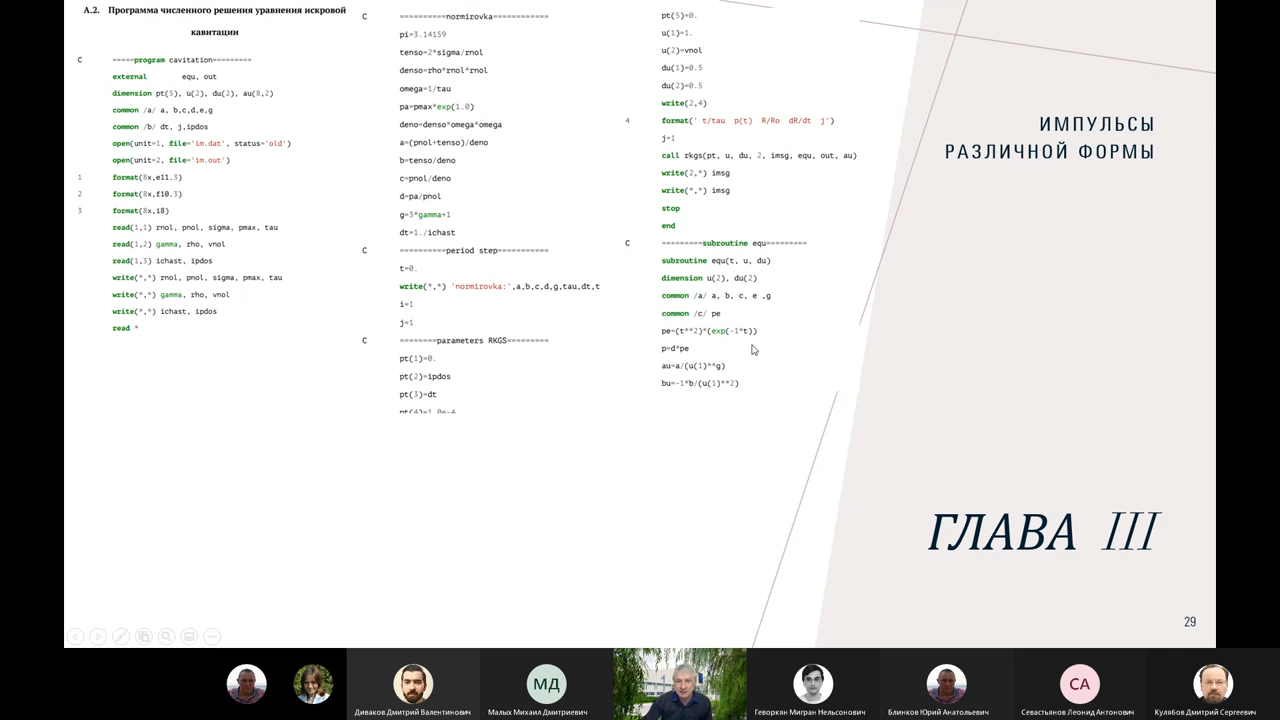 А.2. Программа численного решения уравнения искровой
кавитации
C =====program cavitation=========
external equ, out
dimension pt(5), u(2), du(2), au(8,2)
common /a/ a, b,c,d,e,g
common /b/ dt, j,ipdos
open(unit=1, file='im.dat', status='old')
open(unit=2, file='im.out')
1 format(8x,e11.3)
2 format(8x,f10.3)
3 format(8x,i8)
read(1,1) rnol, pnol, sigma, pmax, tau
read(1,2) gamma, rho, vnol
read(1,3) ichast, ipdos
write(*,*) rnol, pnol, sigma, pmax, tau
write(*,*) gamma, rho, vnol
write(*,*) ichast, ipdos
read *
C ==========normirovka============
pi=3.14159
tenso=2*sigma/rnol
denso=rho*rnol*rnol
omega=1/tau
pa=pmax*exp(1.0)
deno=denso*omega*omega
a=(pnol+tenso)/deno
b=tenso/deno
c=pnol/deno
d=pa/pnol
g=3*gamma+1
dt=1./ichast
C ==========period step===========
t=0.
write(*,*) 'normirovka:',a,b,c,d,g,tau,dt,t
i=1
j=1
C ========parameters RKGS=========
pt(1)=0.
pt(2)=ipdos
pt(3)=dt
pt(4)=1.0e-4
pt(5)=0.
u(1)=1.
u(2)=vnol
du(1)=0.5
du(2)=0.5
write(2,4)
4 format(' t/tau p(t) R/Ro dR/dt j')
j=1
call rkgs(pt, u, du, 2, imsg, equ, out, au)
write(2,*) imsg
write(*,*) imsg
stop
end
C =========subroutine equ=========
subroutine equ(t, u, du)
dimension u(2), du(2)
common /a/ a, b, c, e ,g
common /c/ pe
pe=(t**2)*(exp(-1*t))
p=d*pe
au=a/(u(1)**g)
bu=-1*b/(u(1)**2)
ИМПУЛЬСЫ
РАЗЛИЧНОЙ ФОРМЫ
ГЛАВА III
29
МД
СА
Диваков Дмитрий Валентинович
Малых Михаил Дмитриевич
Геворкян Мигран Нельсонович
Блинков Юрий Анатольевич
Севастьянов Леонид Антонович
Кулябов Дмитрий Сергеевич